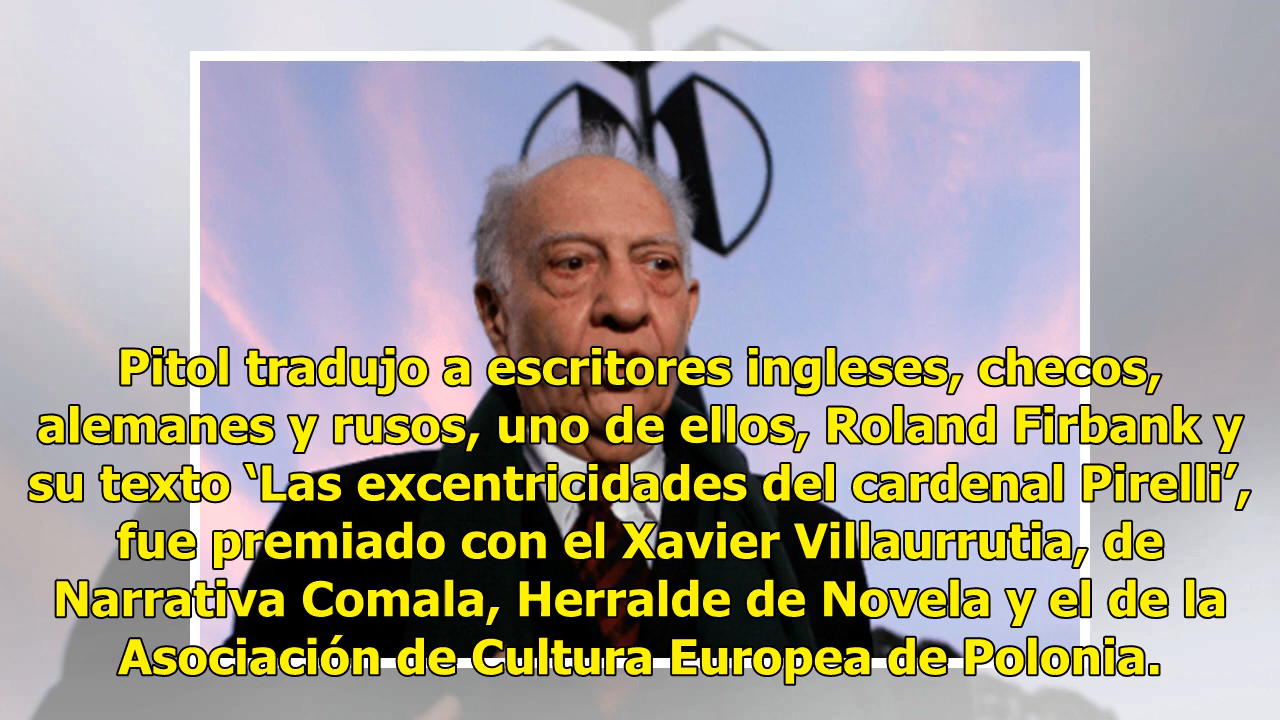 Pitol tradujo a escritores ingleses, checos,
alemanes y rusos, uno de ellos, Roland Firbank y
su texto ‘Las excentricidades del cardenal Pirelli’,
fue premiado con el Xavier Villaurrutia, de
Narrativa Comala, Herralde de Novela y el de la
Asociación de Cultura Europea de Polonia.